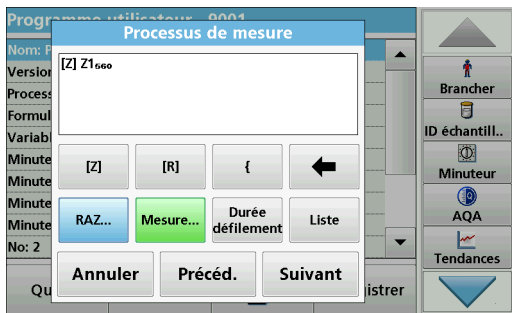 Programme utilisateur 9001
Processus de mesure
Nom: P
[Z] Z1₅₆₀
Version
Process
Formul
Variabl
Minute
Minute
Minute
Minute
No: 2
[Z] [R] {
RAZ... Mesure... Durée défilement Liste
Annuler Précéd. Suivant
Qu
istrer
Brancher
ID échantill..
Minuteur
AQA
Tendances